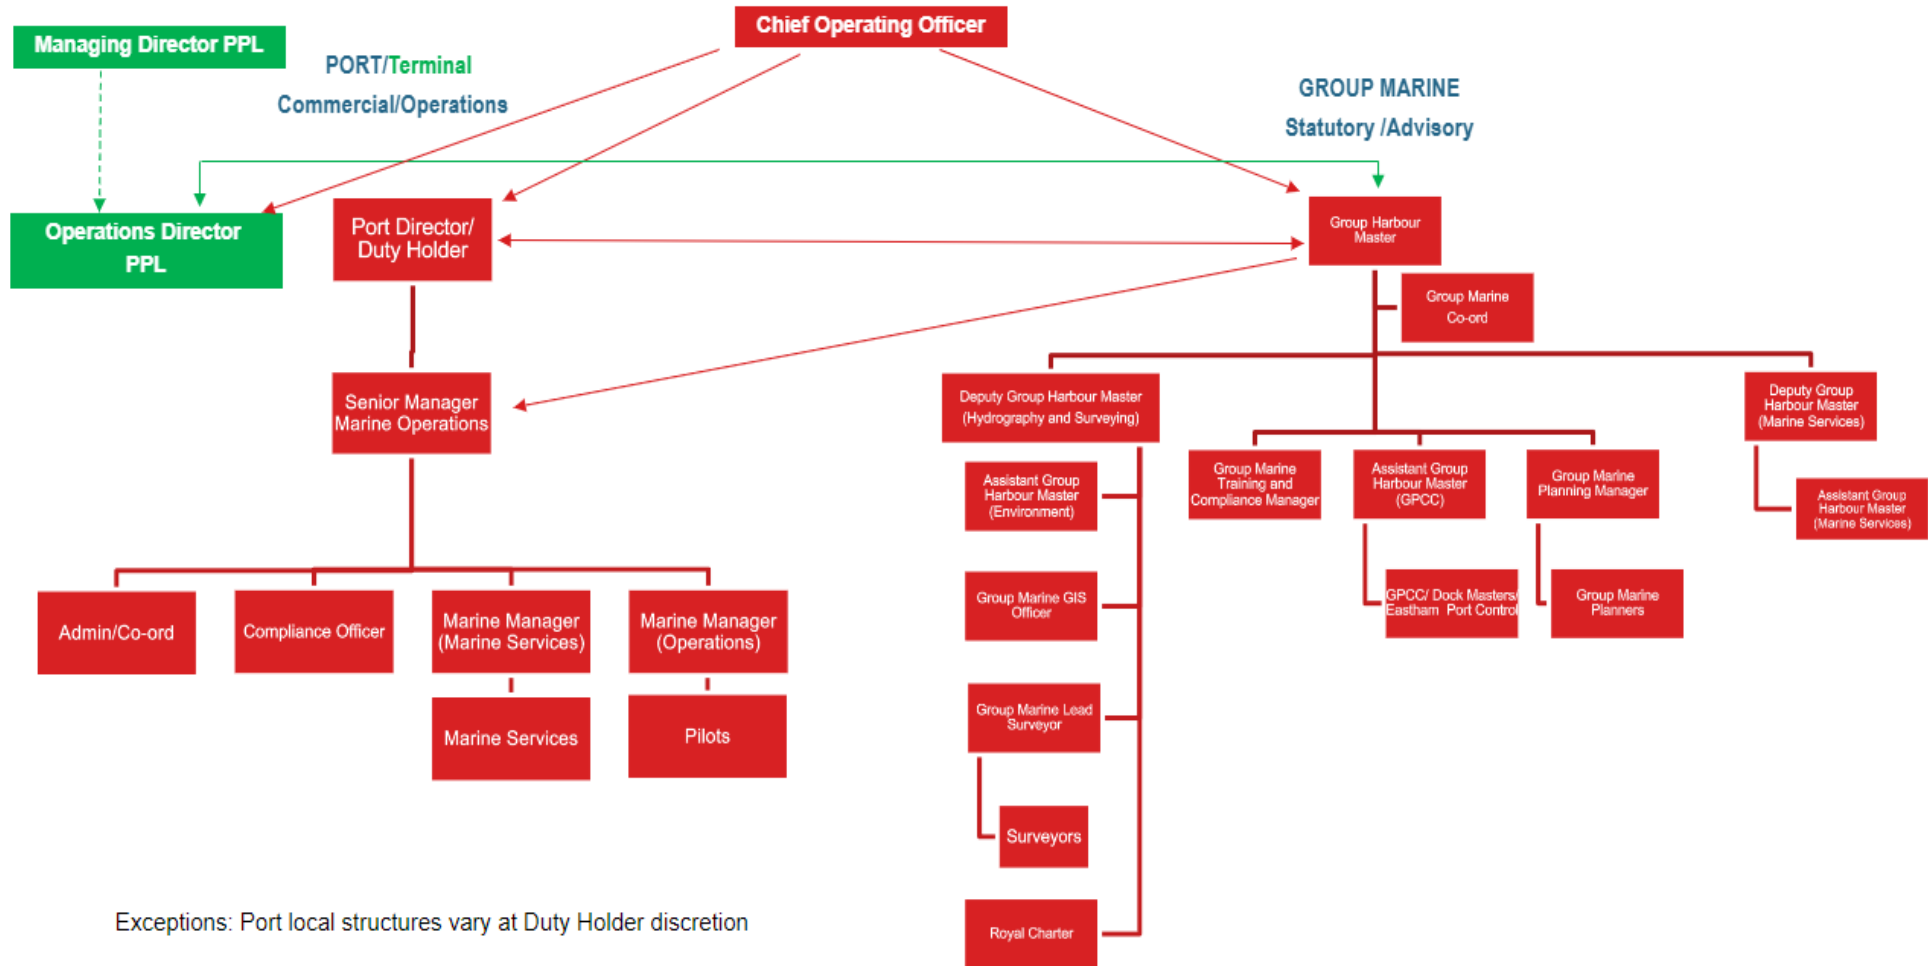 Chief Operating Officer
Managing Director PPL
PORT/Terminal
Commercial/Operations
GROUP MARINE
Statutory /Advisory
Operations Director
PPL
Port Director/
Duty Holder
Group Harbour
Master
Group Marine
Co-ord
Senior Manager
Marine Operations
Deputy Group Harbour Master
(Hydrography and Surveying)
Deputy Group
Harbour Master
(Marine Services)
Assistant Group
Harbour Master
(Environment)
Group Marine
Training and
Compliance Manager
Assistant Group
Harbour Master
(GPCC)
Group Marine
Planning Manager
Assistant Group
Harbour Master
(Marine Services)
Group Marine GIS
Officer
GPCC/ Dock Masters/
Eastham Port Control
Group Marine
Planners
Admin/Co-ord
Compliance Officer
Marine Manager
(Marine Services)
Marine Manager
(Operations)
Group Marine Lead
Surveyor
Marine Services
Pilots
Surveyors
Royal Charter
Exceptions: Port local structures vary at Duty Holder discretion